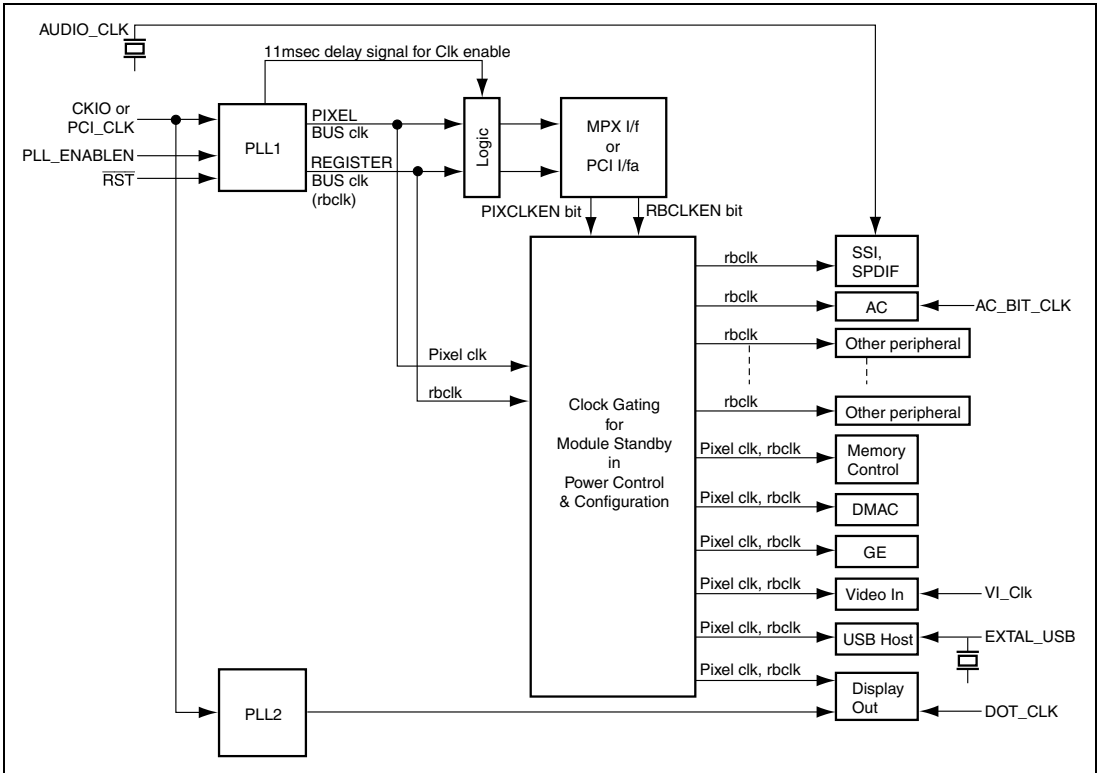 AUDIO_CLK
11msec delay signal for Clk enable
CKIO or
PCI_CLK
PLL_ENABLEN
RST
PLL1
PIXEL
BUS clk
REGISTER
BUS clk
(rbclk)
Logic
MPX I/f
or
PCI I/fa
PIXCLKEN bit
RBCLKEN bit
Pixel clk
rbclk
Clock Gating
for
Module Standby
in
Power Control
& Configuration
rbclk
SSI,
SPDIF
rbclk
AC
AC_BIT_CLK
rbclk
Other peripheral
rbclk
Other peripheral
Pixel clk, rbclk
Memory
Control
Pixel clk, rbclk
DMAC
Pixel clk, rbclk
GE
Pixel clk, rbclk
Video In
VI_Clk
Pixel clk, rbclk
USB Host
EXTAL_USB
Pixel clk, rbclk
Display
Out
DOT_CLK
PLL2